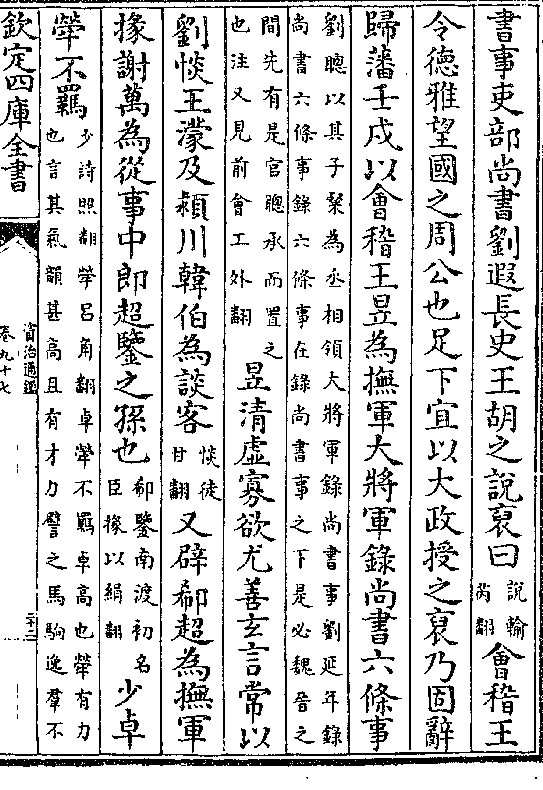 書事吏部尚書劉遐長史王胡之說裒曰說輸芮翻會稽王
令德雅望國之周公也足下宜以大政授之裒乃固辭
歸藩壬戌以㑹稽王昱為撫軍大將軍錄尚書六條事
劉聰以其子粲為丞相領大將軍錄尚書事劉延年錄
尚書六條事錄六條事在錄尚書事之下是必魏晉之
間先有是官聰承而置之
也注又見前會工外翻
昱清虛寡欲尤善玄言常以
劉惔王濛及潁川韓伯為談客惔徒甘翻又辟郗超為撫軍
掾謝萬為從事中郎超鑒之孫也郗鑒南渡初名臣掾以絹翻少卓
犖不羈少詩照翻犖呂角翻卓犖不羈卓高也犖有力
也言其氣韻甚高且有才力譬之馬駒逸羣不
欽定四庫全書
資治通鑑
卷九十七
二十二